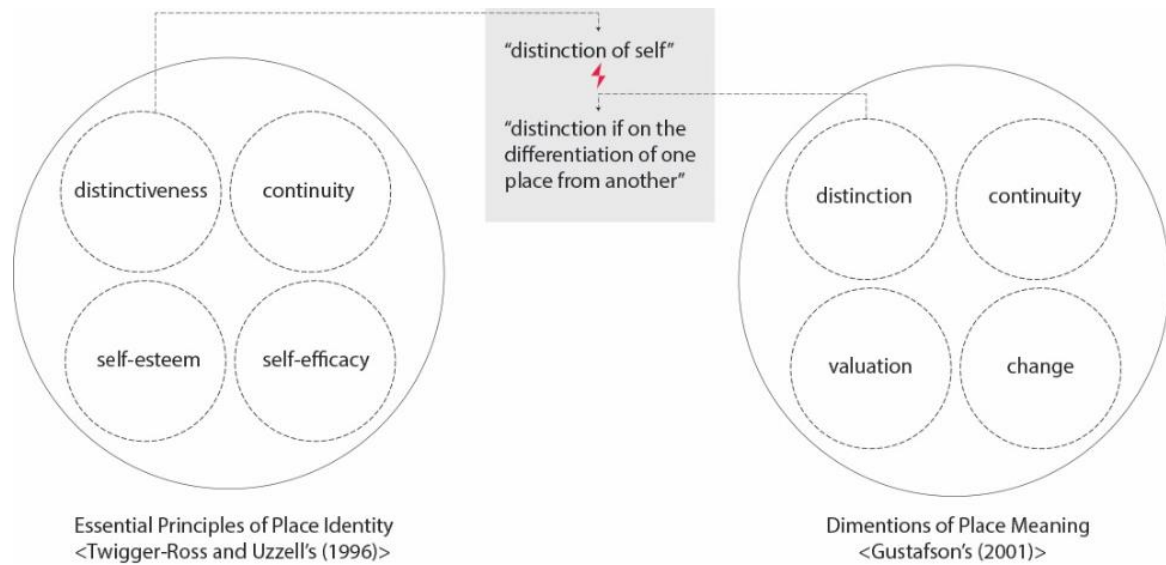 “distinction of self”
“distinction if on the
differentiation of one
place from another”
distinctiveness
continuity
self-esteem
self-efficacy
distinction
continuity
valuation
change
Essential Principles of Place Identity
<Twigger-Ross and Uzzell’s (1996)>
Dimentions of Place Meaning
<Gustafson’s (2001)>